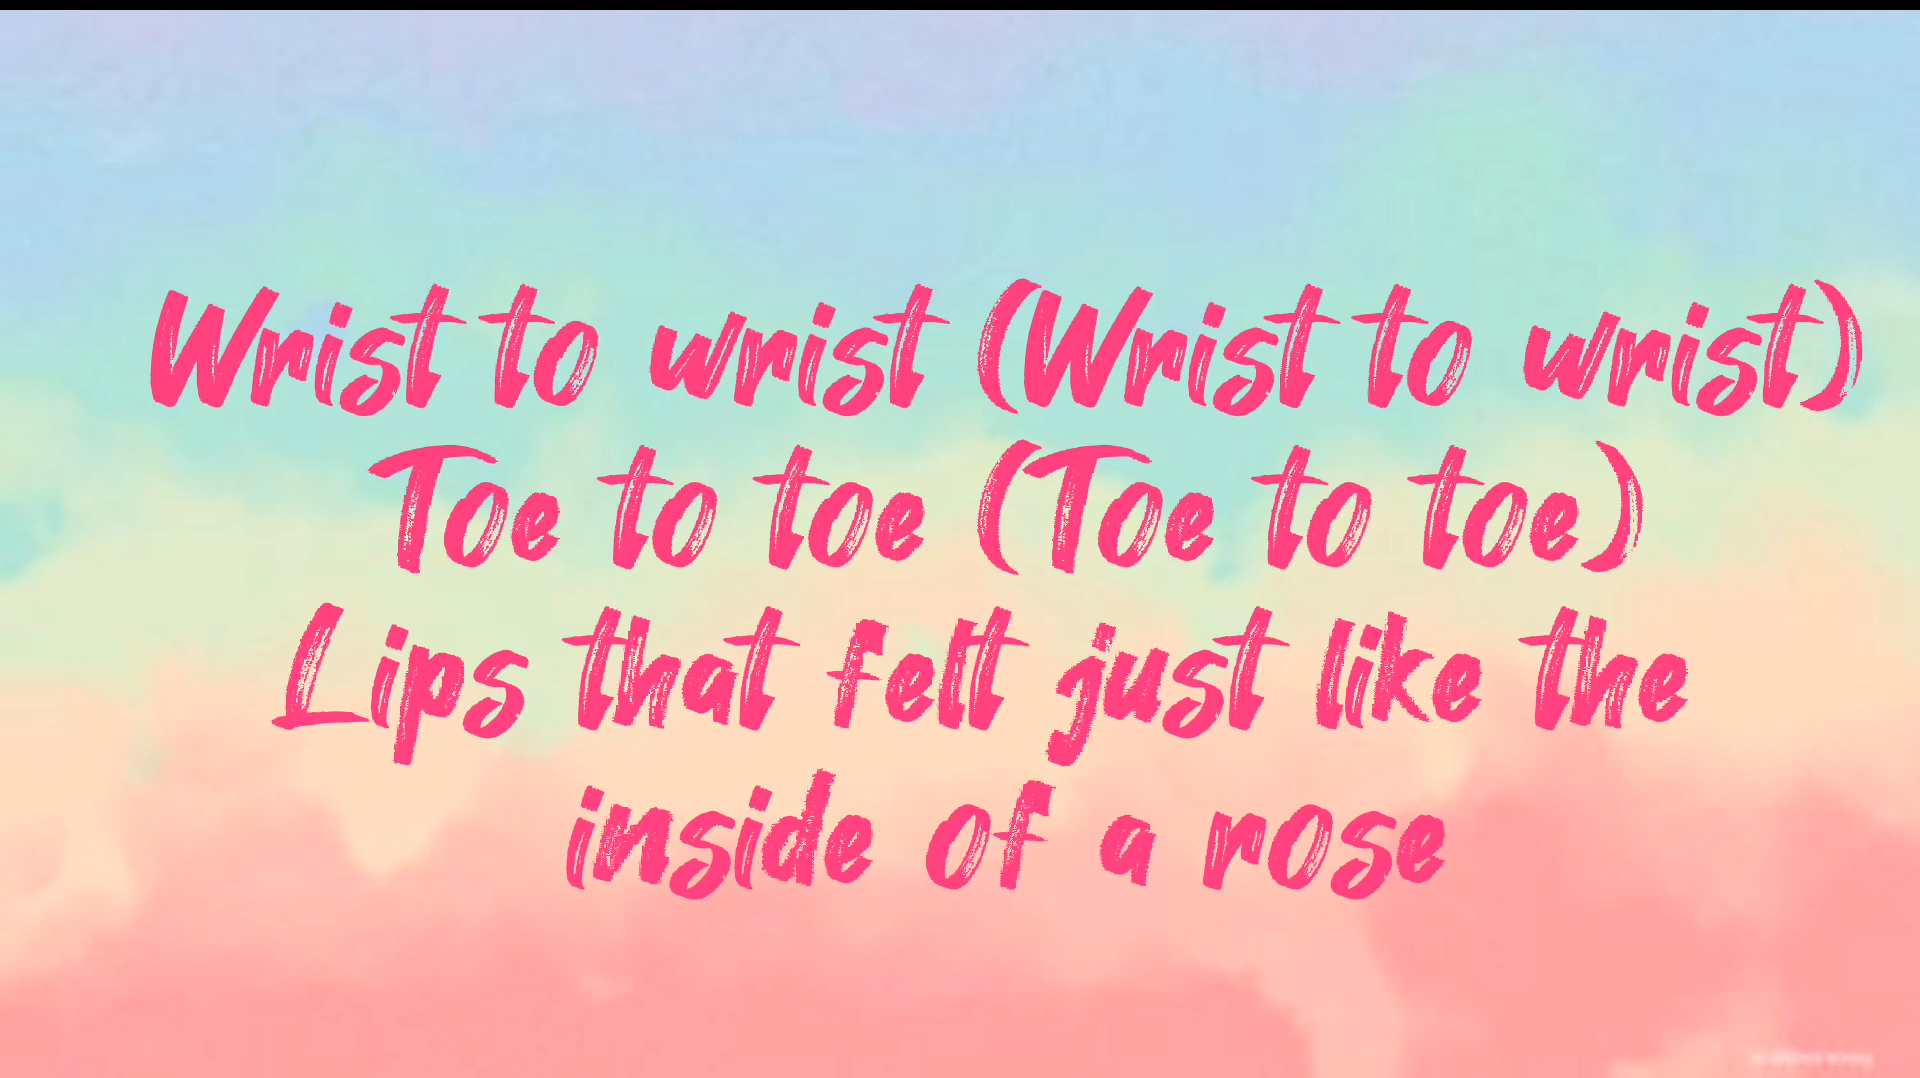 Wrist to wrist (Wrist to wrist)
Toe to toe (Toe to toe)
Lips that felt just like the
inside of a rose